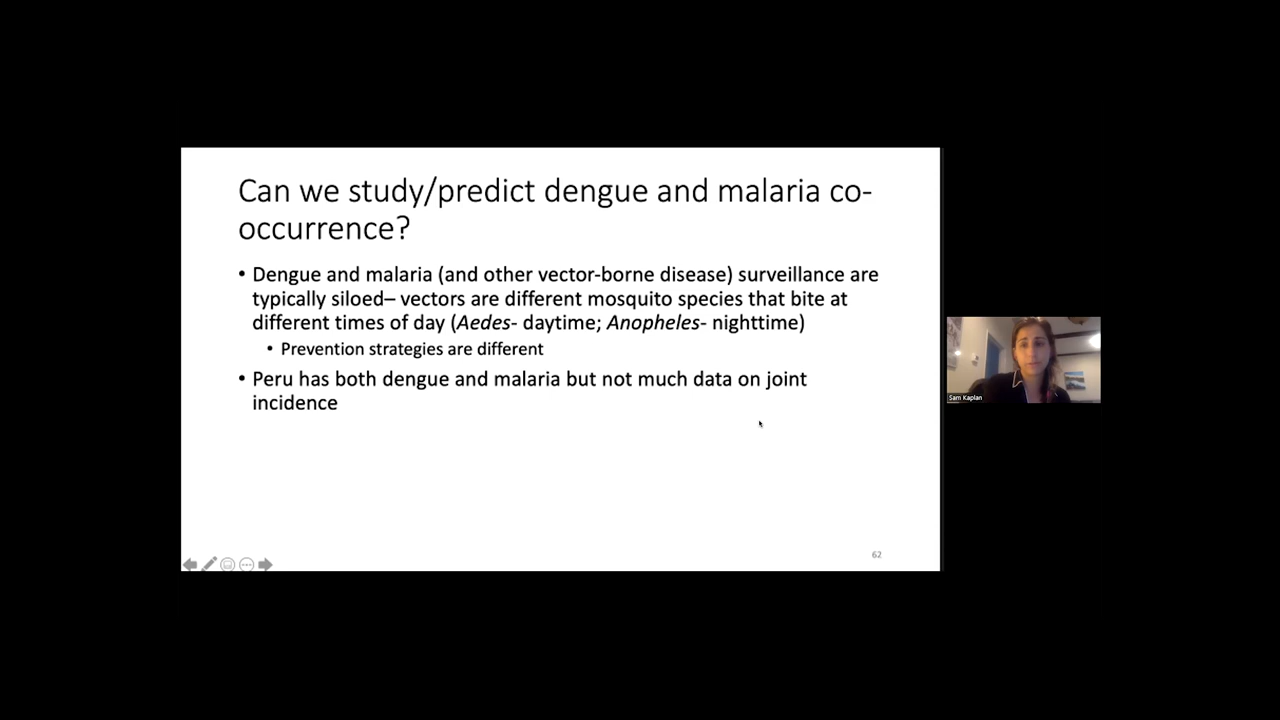 Can we study/predict dengue and malaria co-
occurrence?
• Dengue and malaria (and other vector-borne disease) surveillance are
typically siloed– vectors are different mosquito species that bite at
different times of day (Aedes- daytime; Anopheles- nighttime)
• Prevention strategies are different
• Peru has both dengue and malaria but not much data on joint
incidence
62
Sam Kaplan